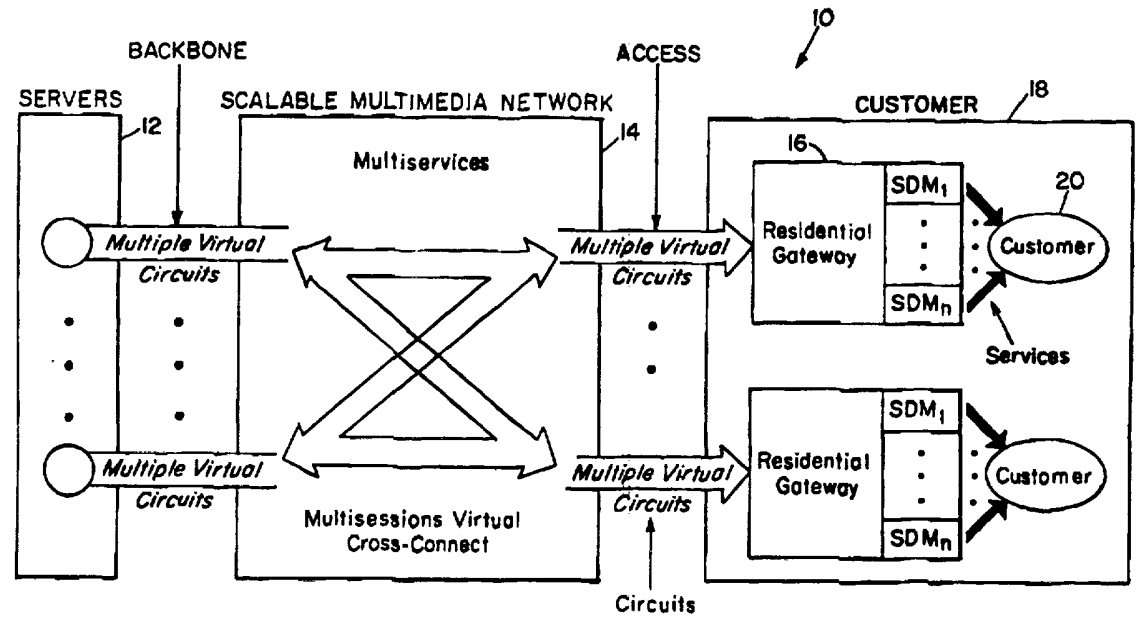 10
BACKBONE
ACCESS
SERVERS
SCALABLE MULTIMEDIA NETWORK
CUSTOMER
18
12
14
16
20
Multiservices
Multiple Virtual
Circuits
Multiple Virtual
Circuits
Residential
Gateway
SDM1
SDMn
Customer
Services
Multiple Virtual
Circuits
Multisessions Virtual
Cross-Connect
Multiple Virtual
Circuits
Circuits
Residential
Gateway
SDM1
SDMn
Customer